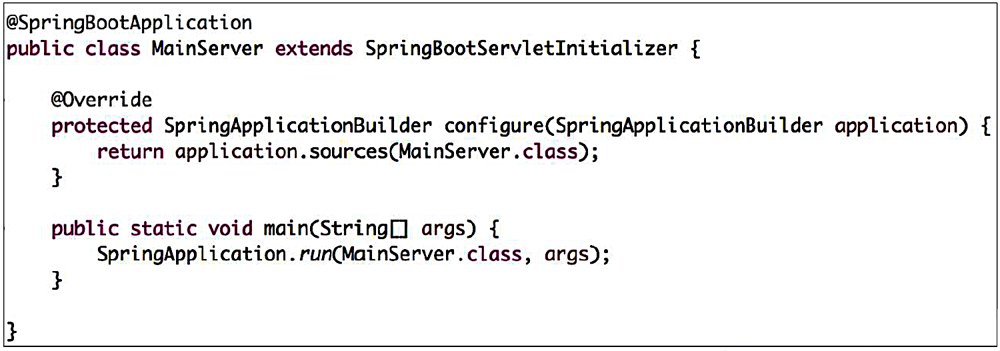 @SpringBootApplication
public class MainServer extends SpringBootServletInitializer {
@Override
protected SpringApplicationBuilder configure(SpringApplicationBuilder application) {
return application.sources(MainServer.class);
}
public static void main(String[] args) {
SpringApplication.run(MainServer.class, args);
}
}